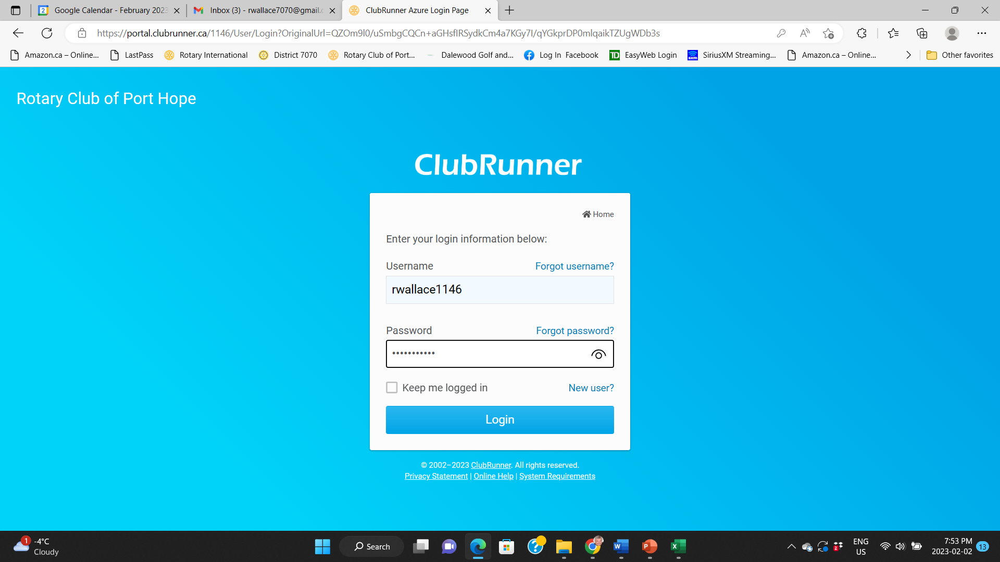 Google Calendar - February 2023
Inbox (3) - rwallace7070@gmail.c
ClubRunner Azure Login Page
https://portal.clubrunner.ca/1146/User/Login?OriginalUrl=QZOm9l0/uSmbgCQCn+aGHsfIRSydkCm4a7KGy7I/qYGkprDP0mlqaikTZUgWDb3s
Amazon.ca – Online...
LastPass
Rotary International
District 7070
Rotary Club of Port...
Dalewood Golf and...
Log In Facebook
TD
EasyWeb Login
SiriusXM Streaming...
Amazon.ca – Online...
Other favorites
Rotary Club of Port Hope
ClubRunner
Home
Enter your login information below:
Username
Forgot username?
rwallace1146
Password
Forgot password?
•••••••••••
Keep me logged in
New user?
Login
© 2002–2023 ClubRunner. All rights reserved.
Privacy Statement | Online Help | System Requirements
1
-4°C
Cloudy
Search
ENG
US
7:53 PM
2023-02-02
13